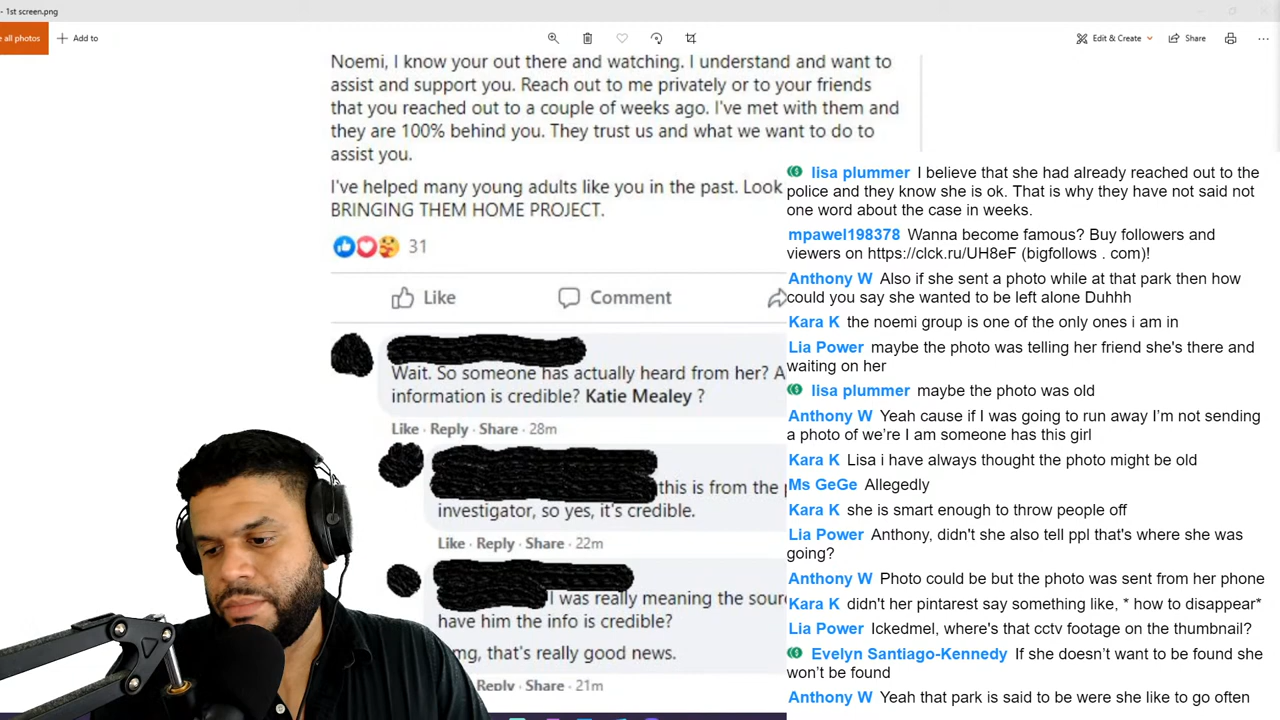 - 1st screen.png
e all photos
Add to
Edit & Create
Share
Noemi, I know your out there and watching. I understand and want to
assist and support you. Reach out to me privately or to your friends
that you reached out to a couple of weeks ago. I've met with them and
they are 100% behind you. They trust us and what we want to do to
assist you.
I've helped many young adults like you in the past. Look
BRINGING THEM HOME PROJECT.
31
Like
Comment
Wait. So someone has actually heard from her? A
information is credible? Katie Mealey ?
Like · Reply · Share · 28m
this is from the p
investigator, so yes, it's credible.
Like · Reply · Share · 22m
I was really meaning the sour
have him the info is credible?
mg, that's really good news.
Reply · Share · 21m
lisa plummer I believe that she had already reached out to the
police and they know she is ok. That is why they have not said not
one word about the case in weeks.
mpawel198378 Wanna become famous? Buy followers and
viewers on https://clck.ru/UH8eF (bigfollows . com)!
Anthony W Also if she sent a photo while at that park then how
could you say she wanted to be left alone Duhhh
Kara K the noemi group is one of the only ones i am in
Lia Power maybe the photo was telling her friend she's there and
waiting on her
lisa plummer maybe the photo was old
Anthony W Yeah cause if I was going to run away I'm not sending
a photo of we're I am someone has this girl
Kara K Lisa i have always thought the photo might be old
Ms GeGe Allegedly
Kara K she is smart enough to throw people off
Lia Power Anthony, didn't she also tell ppl that's where she was
going?
Anthony W Photo could be but the photo was sent from her phone
Kara K didn't her pintarest say something like, * how to disappear*
Lia Power Ickedmel, where's that cctv footage on the thumbnail?
Evelyn Santiago-Kennedy If she doesn't want to be found she
won't be found
Anthony W Yeah that park is said to be were she like to go often